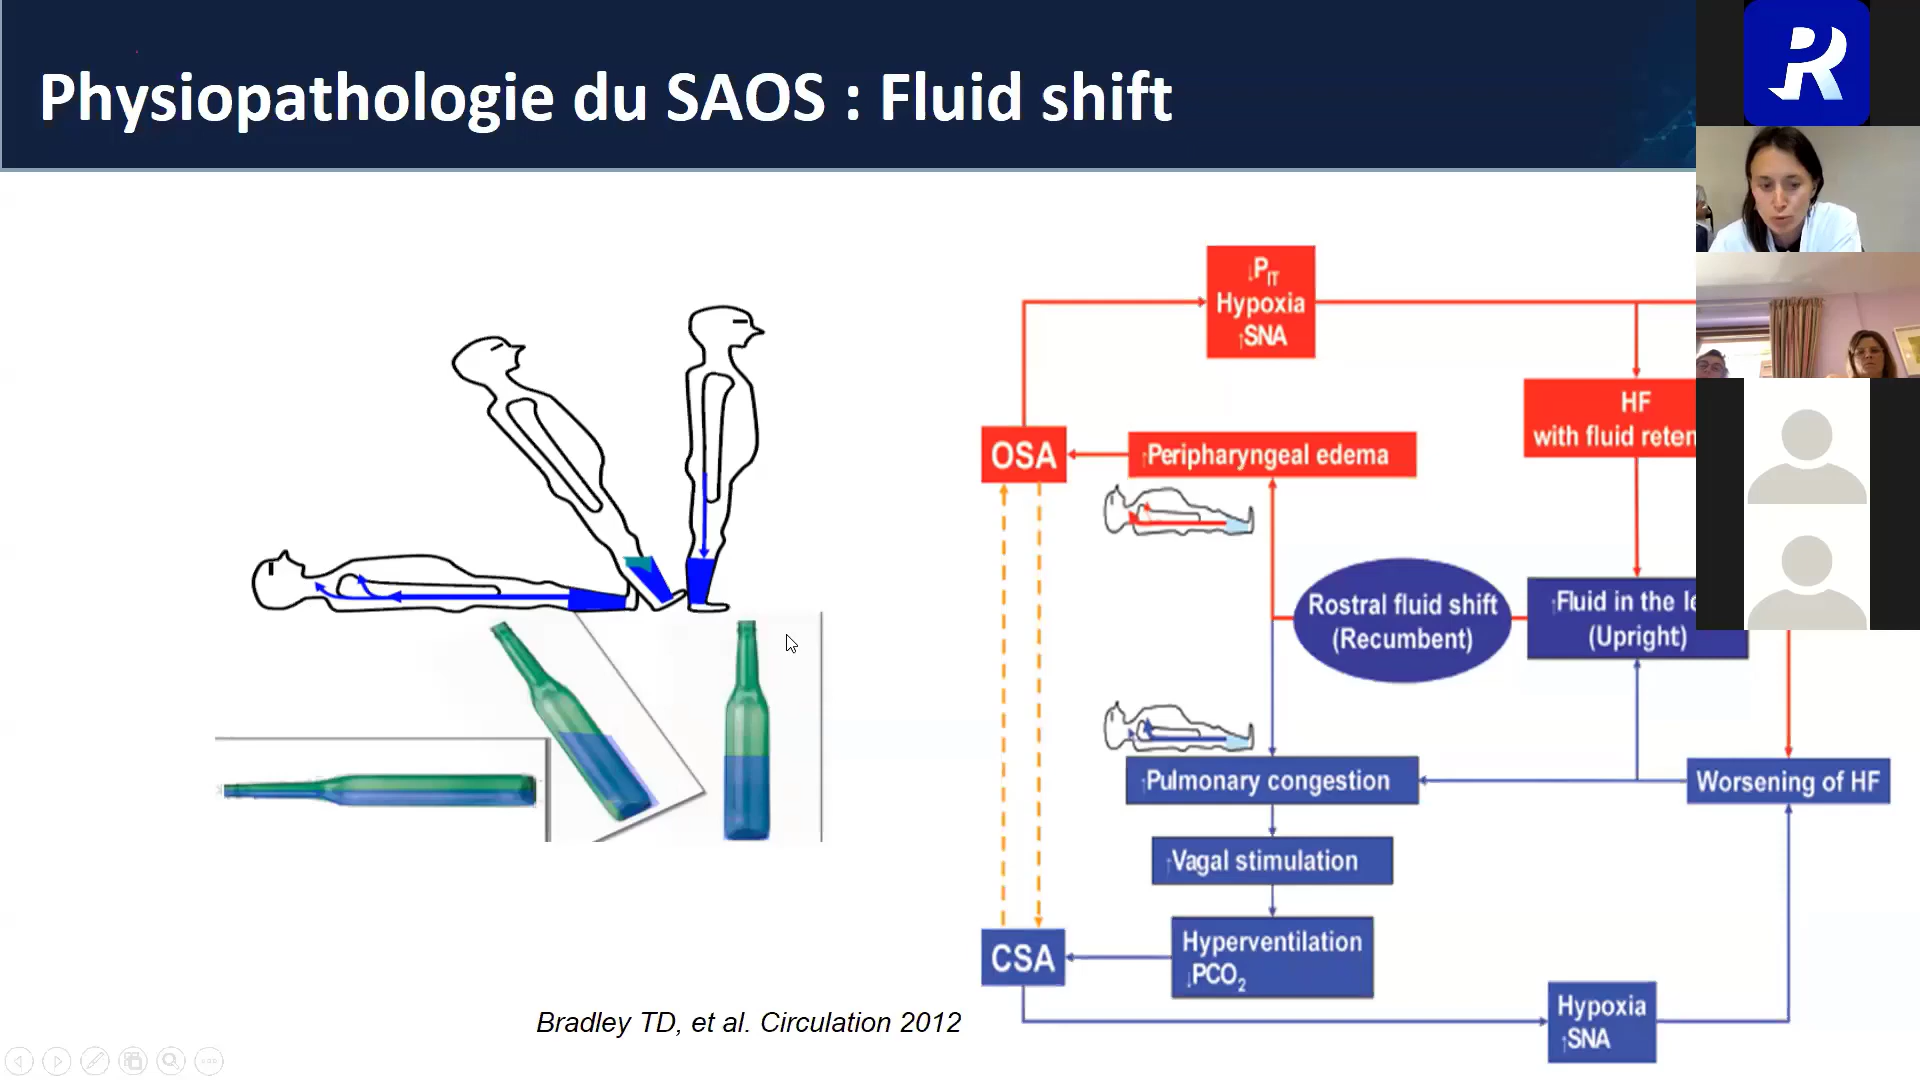 Physiopathologie du SAOS : Fluid shift
↓PIT
Hypoxia
↑SNA
HF
with fluid reten
OSA
↑Peripharyngeal edema
Rostral fluid shift
(Recumbent)
↑Fluid in the le
(Upright)
↑Pulmonary congestion
Worsening of HF
↑Vagal stimulation
CSA
Hyperventilation
↓PCO2
Hypoxia
↑SNA
Bradley TD, et al. Circulation 2012